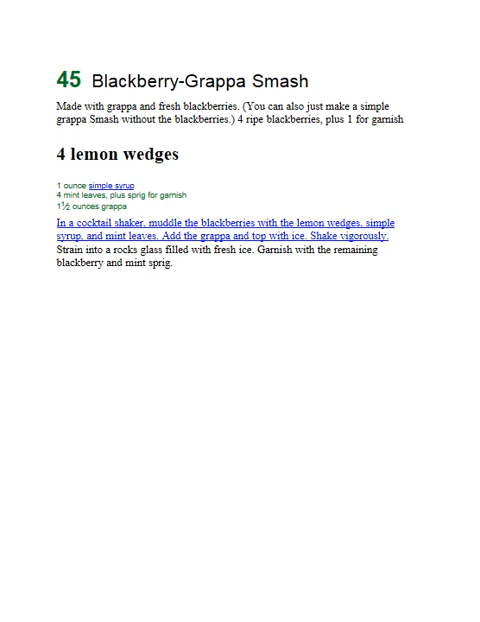 45 Blackberry-Grappa Smash
Made with grappa and fresh blackberries. (You can also just make a simple
grappa Smash without the blackberries.) 4 ripe blackberries, plus 1 for garnish
4 lemon wedges
1 ounce simple syrup
4 mint leaves, plus sprig for garnish
1½ ounces grappa
In a cocktail shaker, muddle the blackberries with the lemon wedges, simple
syrup, and mint leaves. Add the grappa and top with ice. Shake vigorously.
Strain into a rocks glass filled with fresh ice. Garnish with the remaining
blackberry and mint sprig.